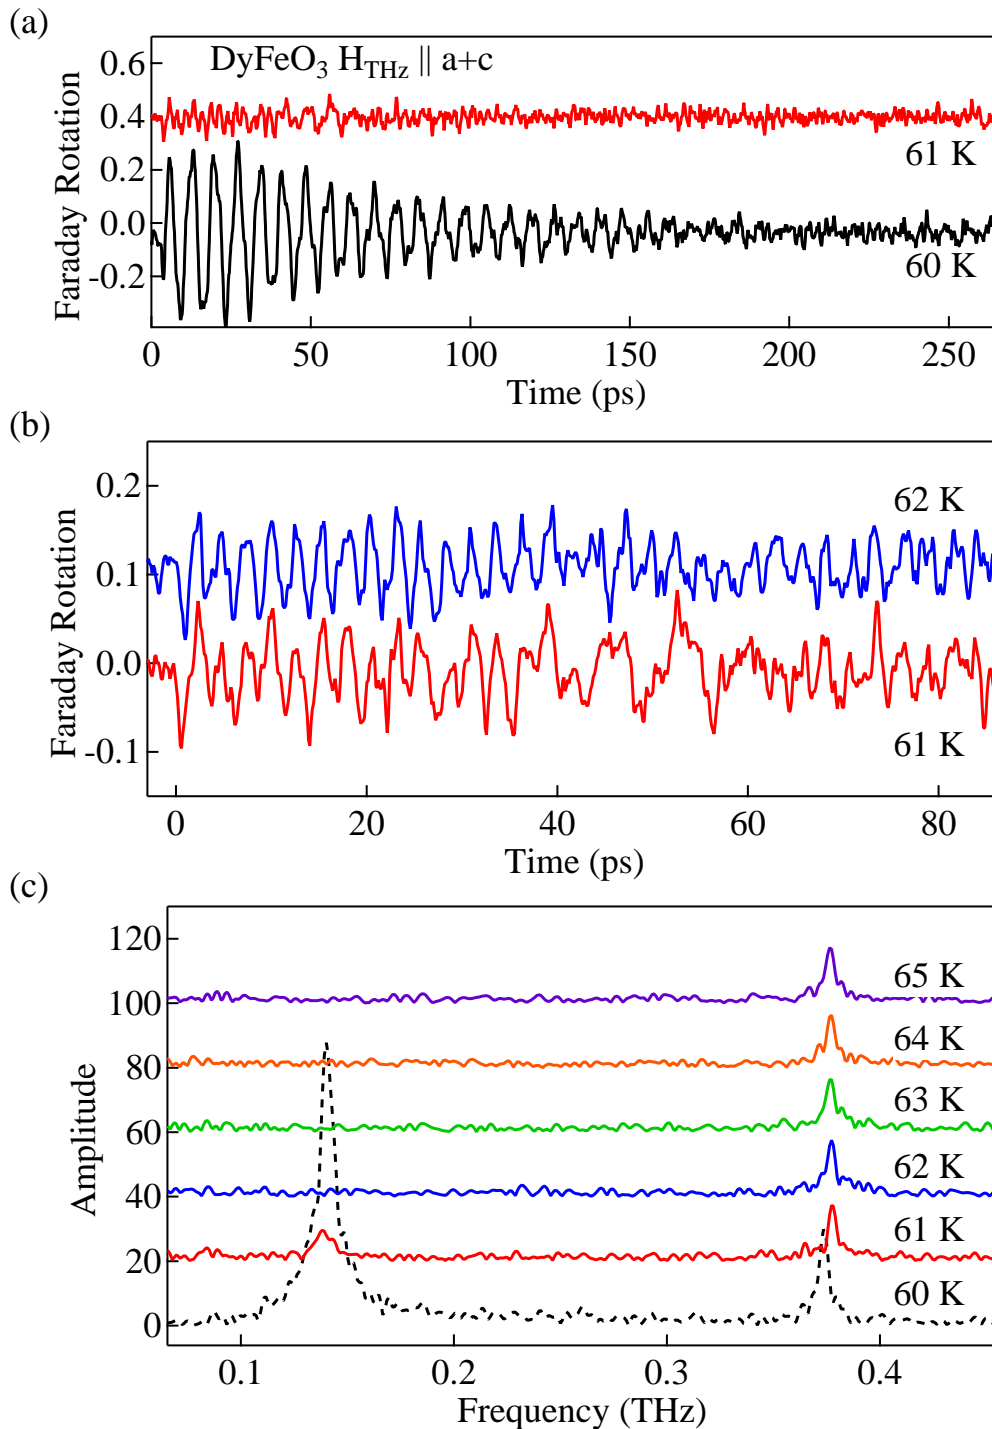 (a)
DyFeO3 HTHz || a+c
0.6
0.4
0.2
0.0
-0.2
Faraday Rotation
61 K
60 K
0 50 100 150 200 250
Time (ps)
(b)
0.2
0.1
0.0
-0.1
Faraday Rotation
62 K
61 K
0 20 40 60 80
Time (ps)
(c)
120
100
80
60
40
20
0
Amplitude
65 K
64 K
63 K
62 K
61 K
60 K
0.1 0.2 0.3 0.4
Frequency (THz)